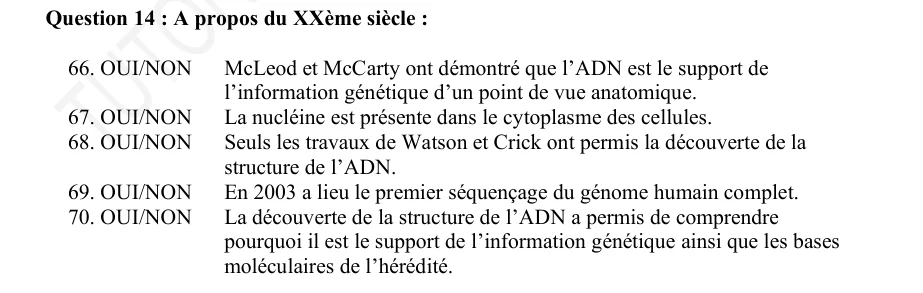 Question 14 : A propos du XXème siècle :
66. OUI/NON McLeod et McCarty ont démontré que l'ADN est le support de
l'information génétique d'un point de vue anatomique.
67. OUI/NON La nucléine est présente dans le cytoplasme des cellules.
68. OUI/NON Seuls les travaux de Watson et Crick ont permis la découverte de la
structure de l'ADN.
69. OUI/NON En 2003 a lieu le premier séquençage du génome humain complet.
70. OUI/NON La découverte de la structure de l'ADN a permis de comprendre
pourquoi il est le support de l'information génétique ainsi que les bases
moléculaires de l'hérédité.